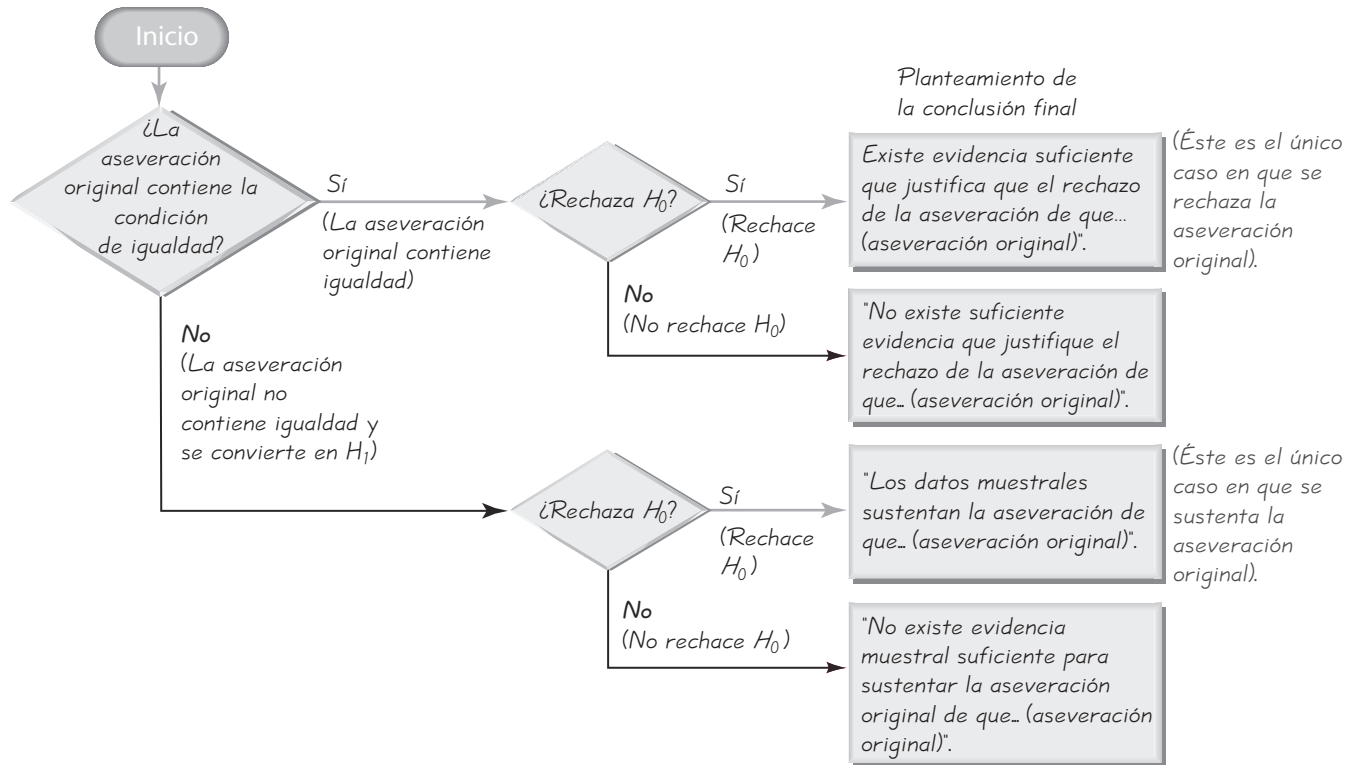 Inicio
¿La
aseveración
original contiene la
condición
de igualdad?
Sí
(La aseveración
original contiene
igualdad)
¿Rechaza H₀?
Sí
(Rechace
H₀)
Planteamiento de
la conclusión final
Existe evidencia suficiente
que justifica que el rechazo
de la aseveración de que...
(aseveración original)".
(Éste es el único
caso en que se
rechaza la
aseveración
original).
No
(No rechace H₀)
"No existe suficiente
evidencia que justifique el
rechazo de la aseveración de
que... (aseveración original)".
No
(La aseveración
original no
contiene igualdad y
se convierte en H₁)
¿Rechaza H₀?
Sí
(Rechace
H₀)
"Los datos muestrales
sustentan la aseveración de
que... (aseveración original)".
(Éste es el único
caso en que se
sustenta la
aseveración
original).
No
(No rechace H₀)
"No existe evidencia
muestral suficiente para
sustentar la aseveración
original de que... (aseveración
original)".